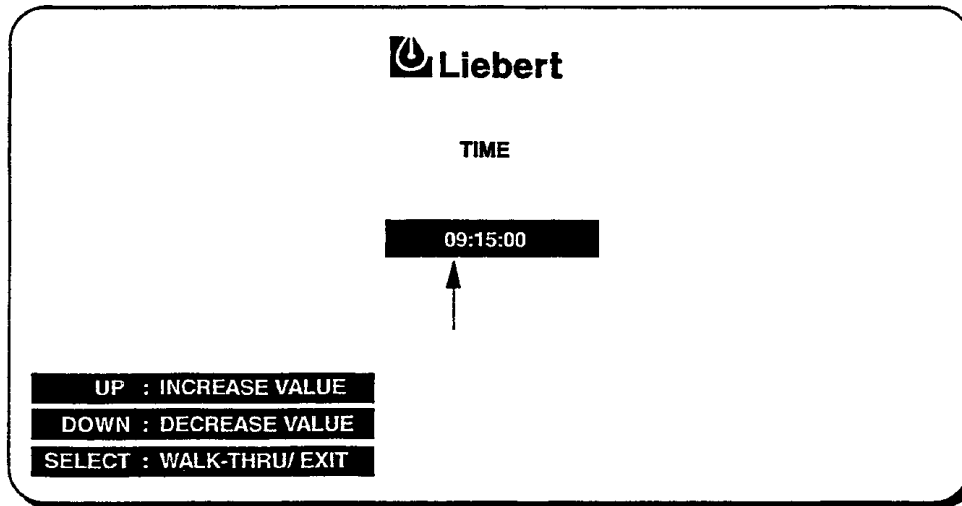 Liebert
TIME
09:15:00
UP : INCREASE VALUE
DOWN : DECREASE VALUE
SELECT : WALK-THRU/ EXIT